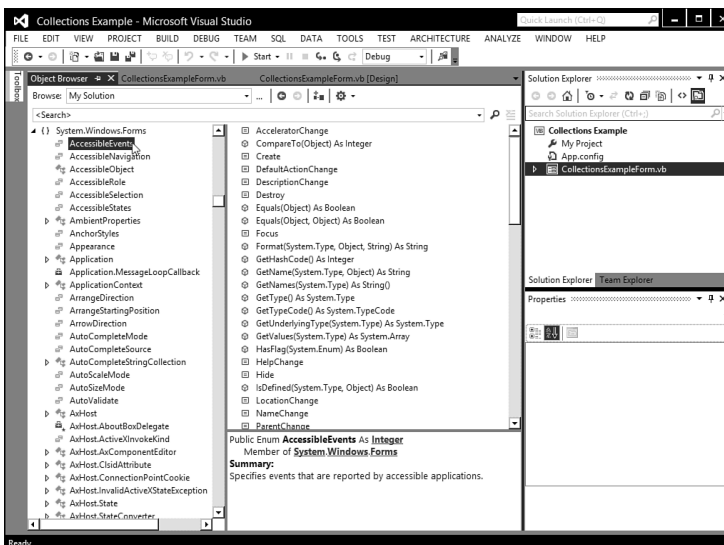 Collections Example - Microsoft Visual Studio
Quick Launch (Ctrl+Q)
FILE EDIT VIEW PROJECT BUILD DEBUG TEAM SQL DATA TOOLS TEST ARCHITECTURE ANALYZE WINDOW HELP
Start
Debug
Toolbox
Object Browser
CollectionsExampleForm.vb
CollectionsExampleForm.vb [Design]
Browse: My Solution
...
<Search>
{ } System.Windows.Forms
AccessibleEvents
AccessibleNavigation
AccessibleObject
AccessibleRole
AccessibleSelection
AccessibleStates
AmbientProperties
AnchorStyles
Appearance
Application
Application.MessageLoopCallback
ApplicationContext
ArrangeDirection
ArrangeStartingPosition
ArrowDirection
AutoCompleteMode
AutoCompleteSource
AutoCompleteStringCollection
AutoScaleMode
AutoSizeMode
AutoValidate
AxHost
AxHost.AboutBoxDelegate
AxHost.ActiveXInvokeKind
AxHost.AxComponentEditor
AxHost.ClsidAttribute
AxHost.ConnectionPointCookie
AxHost.InvalidActiveXStateException
AxHost.State
AxHost.StateConverter
AcceleratorChange
CompareTo(Object) As Integer
Create
DefaultActionChange
DescriptionChange
Destroy
Equals(Object) As Boolean
Equals(Object, Object) As Boolean
Focus
Format(System.Type, Object, String) As String
GetHashCode() As Integer
GetName(System.Type, Object) As String
GetNames(System.Type) As String()
GetType() As System.Type
GetTypeCode() As System.TypeCode
GetUnderlyingType(System.Type) As System.Type
GetValues(System.Type) As System.Array
HasFlag(System.Enum) As Boolean
HelpChange
Hide
IsDefined(System.Type, Object) As Boolean
LocationChange
NameChange
ParentChange
Public Enum AccessibleEvents As Integer
Member of System.Windows.Forms
Summary:
Specifies events that are reported by accessible applications.
Solution Explorer
Search Solution Explorer (Ctrl+;)
VB Collections Example
My Project
App.config
CollectionsExampleForm.vb
Solution Explorer Team Explorer
Properties
Ready